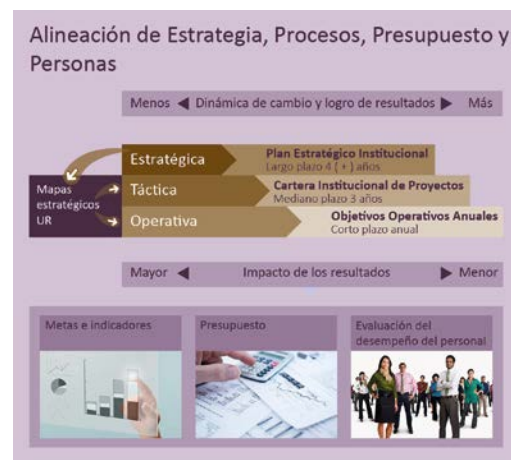 Alineación de Estrategia, Procesos, Presupuesto y
Personas
Menos ◀ Dinámica de cambio y logro de resultados ▶ Más
Estratégica
Plan Estratégico Institucional
Largo plazo 4 ( + ) años
Mapas
estratégicos
UR
Táctica
Cartera Institucional de Proyectos
Mediano plazo 3 años
Operativa
Objetivos Operativos Anuales
Corto plazo anual
Mayor ◀ Impacto de los resultados ▶ Menor
Metas e indicadores
Presupuesto
Evaluación del
desempeño del personal